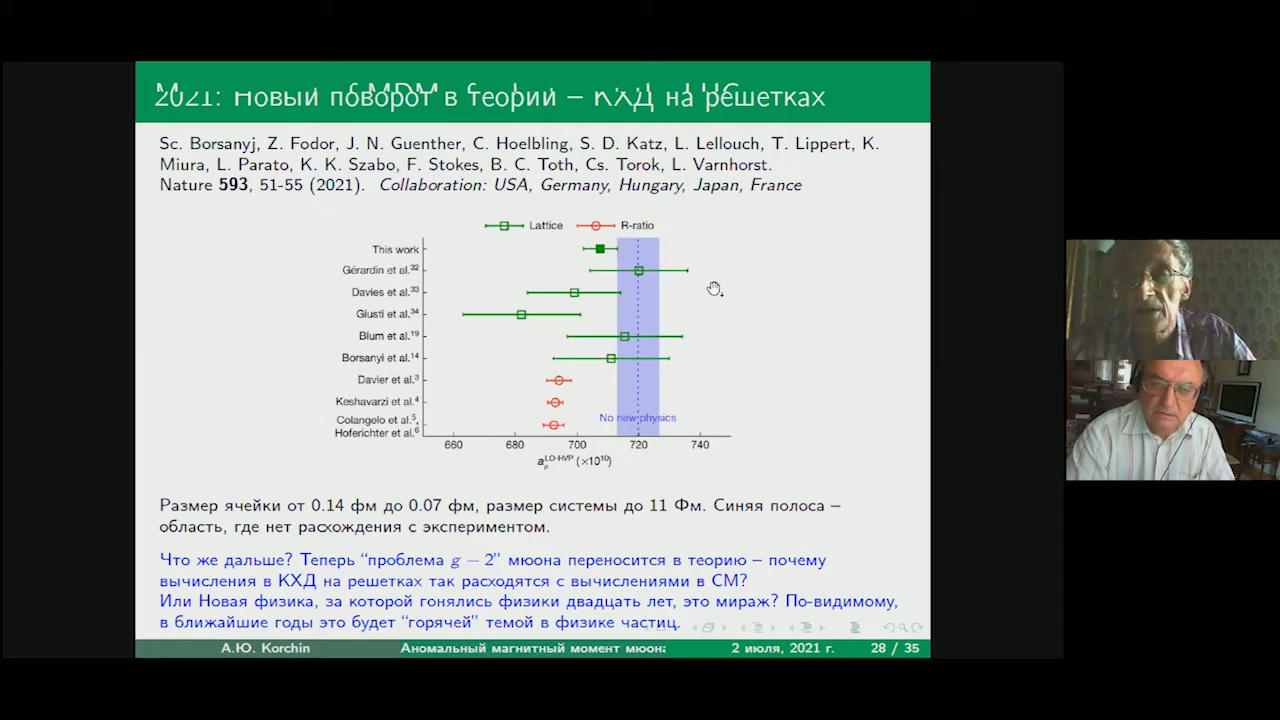 2021: Новый поворот в теории – КХД на решетках
Sc. Borsanyj, Z. Fodor, J. N. Guenther, C. Hoelbling, S. D. Katz, L. Lellouch, T. Lippert, K.
Miura, L. Parato, K. K. Szabo, F. Stokes, B. C. Toth, Cs. Torok, L. Varnhorst.
Nature 593, 51-55 (2021). Collaboration: USA, Germany, Hungary, Japan, France
Lattice R-ratio
This work
Gérardin et al.32
Davies et al.33
Giusti et al.34
Blum et al.19
Borsanyi et al.14
Davier et al.3
Keshavarzi et al.4
Colangelo et al.5,
Hoferichter et al.6
No new physics
660 680 700 720 740
aμ^LO-HVP (×10^10)
Размер ячейки от 0.14 фм до 0.07 фм, размер системы до 11 Фм. Синяя полоса –
область, где нет расхождения с экспериментом.
Что же дальше? Теперь “проблема g − 2” мюона переносится в теорию – почему
вычисления в КХД на решетках так расходятся с вычислениями в СМ?
Или Новая физика, за которой гонялись физики двадцать лет, это мираж? По-видимому,
в ближайшие годы это будет “горячей” темой в физике частиц.
А.Ю. Korchin Аномальный магнитный момент мюона 2 июля, 2021 г. 28 / 35